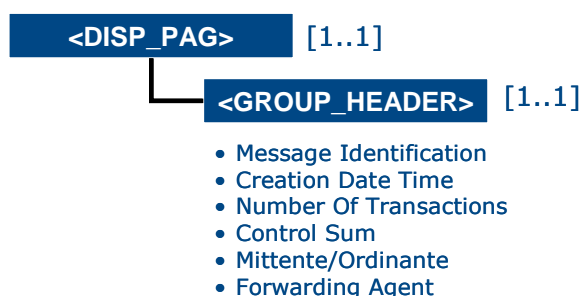 <DISP_PAG> [1..1]
<GROUP_HEADER> [1..1]
• Message Identification
• Creation Date Time
• Number Of Transactions
• Control Sum
• Mittente/Ordinante
• Forwarding Agent